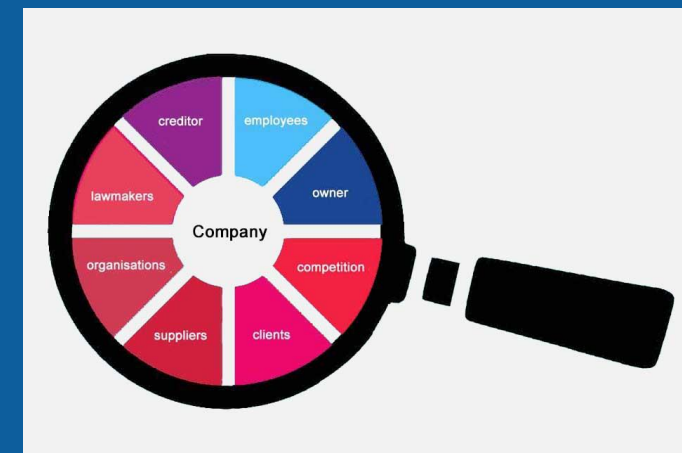 creditor
employees
lawmakers
owner
Company
organisations
competition
suppliers
clients